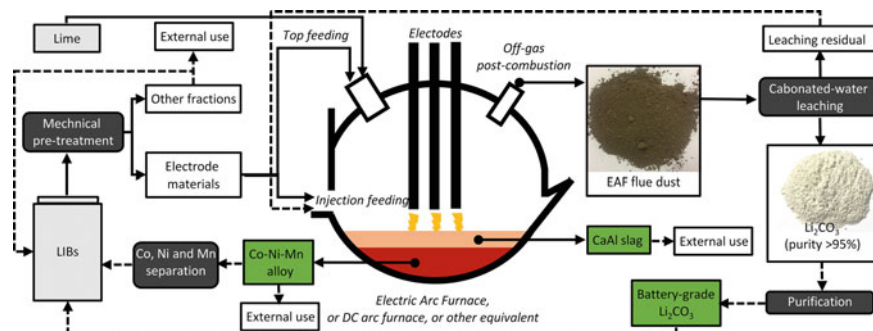 Lime
External use
Top feeding
Electodes
Off-gas
post-combustion
Leaching residual
Other fractions
Mechnical
pre-treatment
Cabonated-water
leaching
Electrode
materials
Injection feeding
EAF flue dust
Li₂CO₃
(purity >95%)
LIBs
Co, Ni and Mn
separation
Co-Ni-Mn
alloy
CaAl slag
External use
Electric Arc Furnace,
or DC arc furnace, or other equivalent
External use
Battery-grade
Li₂CO₃
Purification